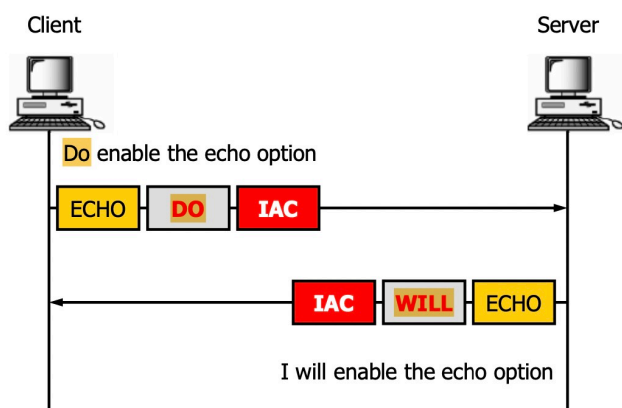 Client
Server
Do enable the echo option
ECHO DO IAC
IAC WILL ECHO
I will enable the echo option